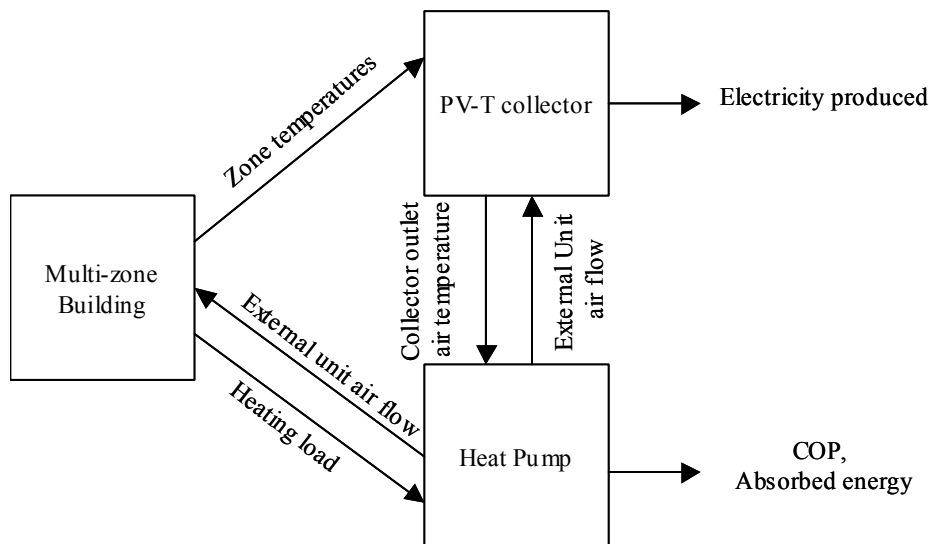 PV-T collector
Electricity produced
Zone temperatures
Multi-zone
Building
Collector outlet
air temperature
External Unit
air flow
External unit air flow
Heating load
Heat Pump
COP,
Absorbed energy